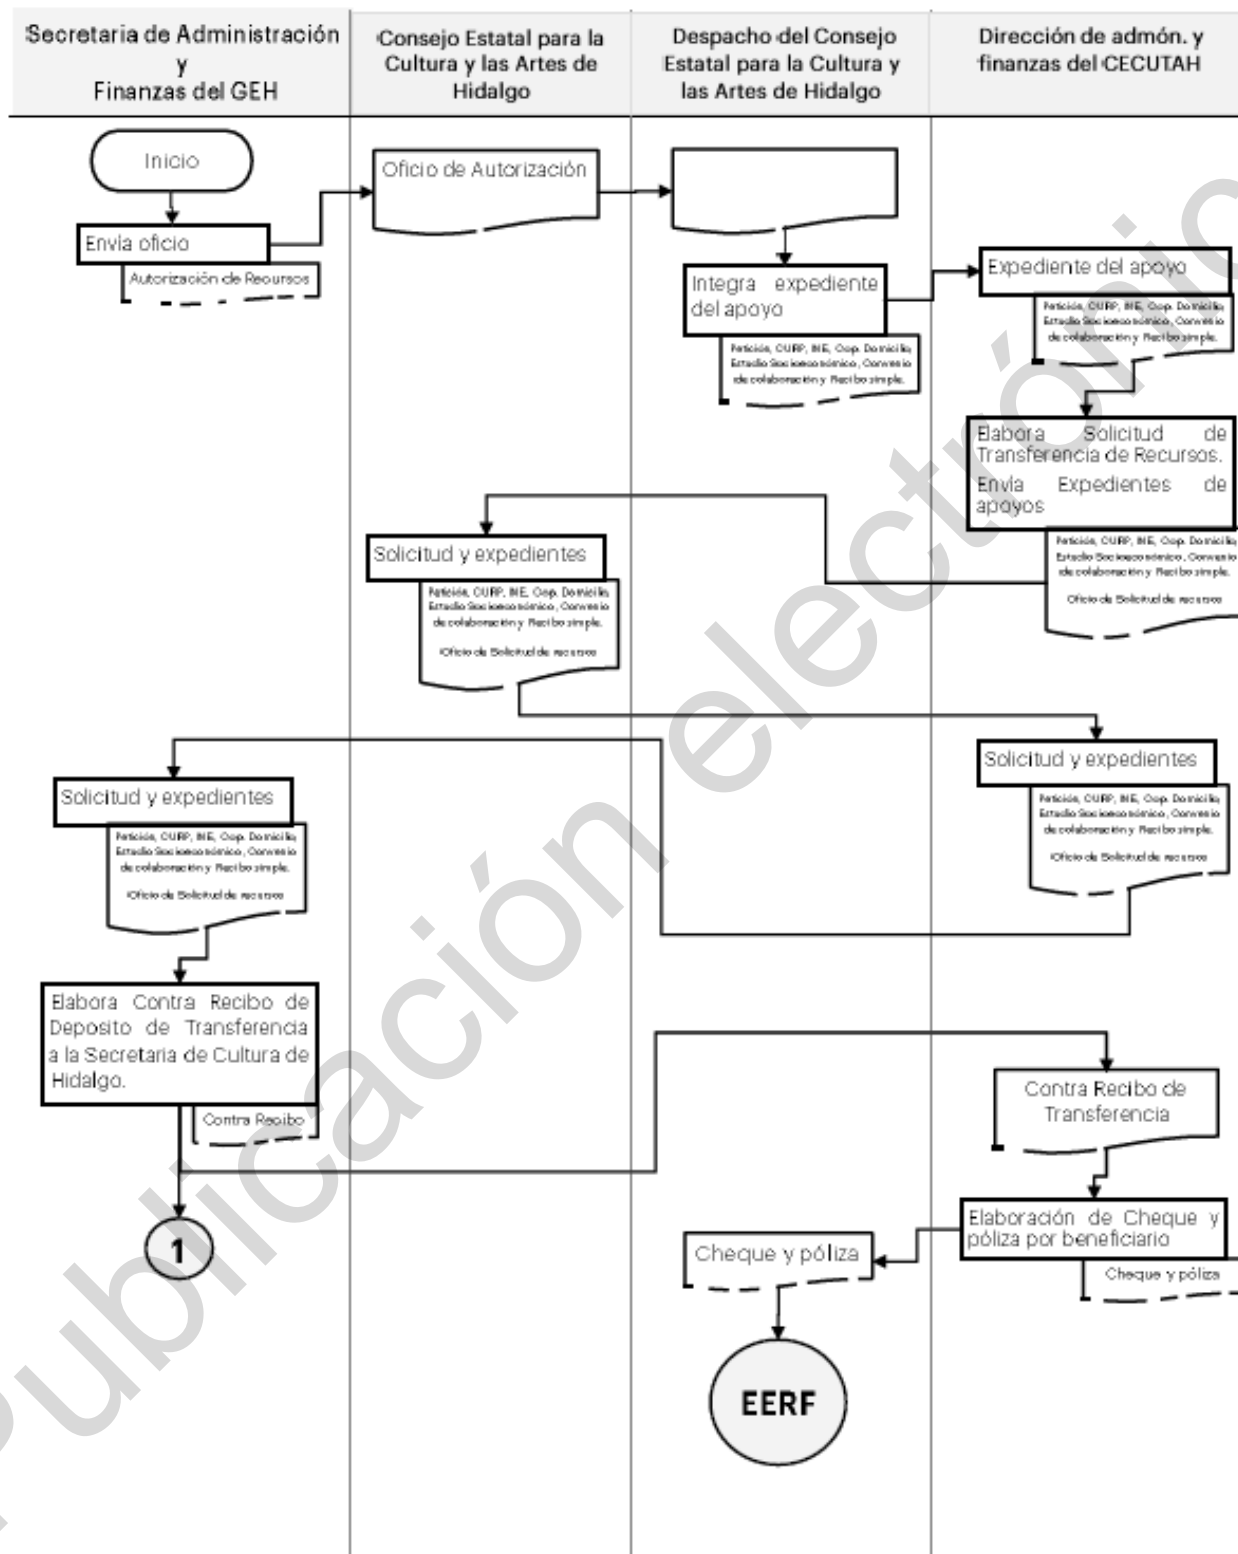 Secretaria de Administración
y
Finanzas del GEH
Consejo Estatal para la
Cultura y las Artes de
Hidalgo
Despacho del Consejo
Estatal para la Cultura y
las Artes de Hidalgo
Dirección de admón. y
finanzas del CECUTAH
Inicio
Envía oficio
Autorización de Recursos
Oficio de Autorización
Integra expediente
del apoyo
Petición, CURP, INE, Cop. Domicilio,
Estudio Socioeconómico, Convenio
de colaboración y Recibo simple.
Expediente del apoyo
Petición, CURP, INE, Cop. Domicilio,
Estudio Socioeconómico, Convenio
de colaboración y Recibo simple.
Elabora Solicitud de
Transferencia de Recursos.
Envía Expedientes de
apoyos
Petición, CURP, INE, Cop. Domicilio,
Estudio Socioeconómico, Convenio
de colaboración y Recibo simple.
Oficio de Solicitud de recursos
Solicitud y expedientes
Petición, CURP, INE, Cop. Domicilio,
Estudio Socioeconómico, Convenio
de colaboración y Recibo simple.
Oficio de Solicitud de recursos
Solicitud y expedientes
Petición, CURP, INE, Cop. Domicilio,
Estudio Socioeconómico, Convenio
de colaboración y Recibo simple.
Oficio de Solicitud de recursos
Solicitud y expedientes
Petición, CURP, INE, Cop. Domicilio,
Estudio Socioeconómico, Convenio
de colaboración y Recibo simple.
Oficio de Solicitud de recursos
Elabora Contra Recibo de
Deposito de Transferencia
a la Secretaria de Cultura de
Hidalgo.
Contra Recibo
1
Contra Recibo de
Transferencia
Elaboración de Cheque y
póliza por beneficiario
Cheque y póliza
Cheque y póliza
EERF
Publicación electrónic